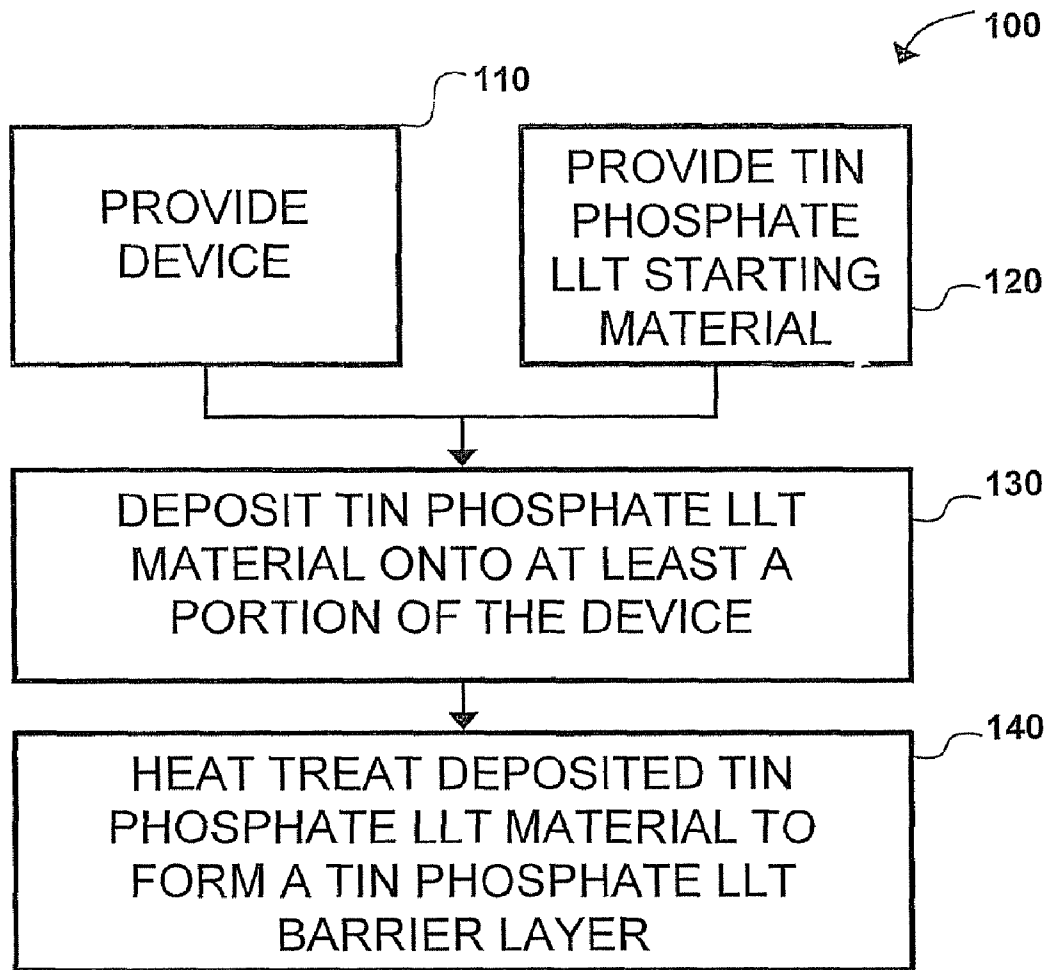 100
110
PROVIDE
DEVICE
PROVIDE TIN
PHOSPHATE
LLT STARTING
MATERIAL
120
DEPOSIT TIN PHOSPHATE LLT
MATERIAL ONTO AT LEAST A
PORTION OF THE DEVICE
130
HEAT TREAT DEPOSITED TIN
PHOSPHATE LLT MATERIAL TO
FORM A TIN PHOSPHATE LLT
BARRIER LAYER
140